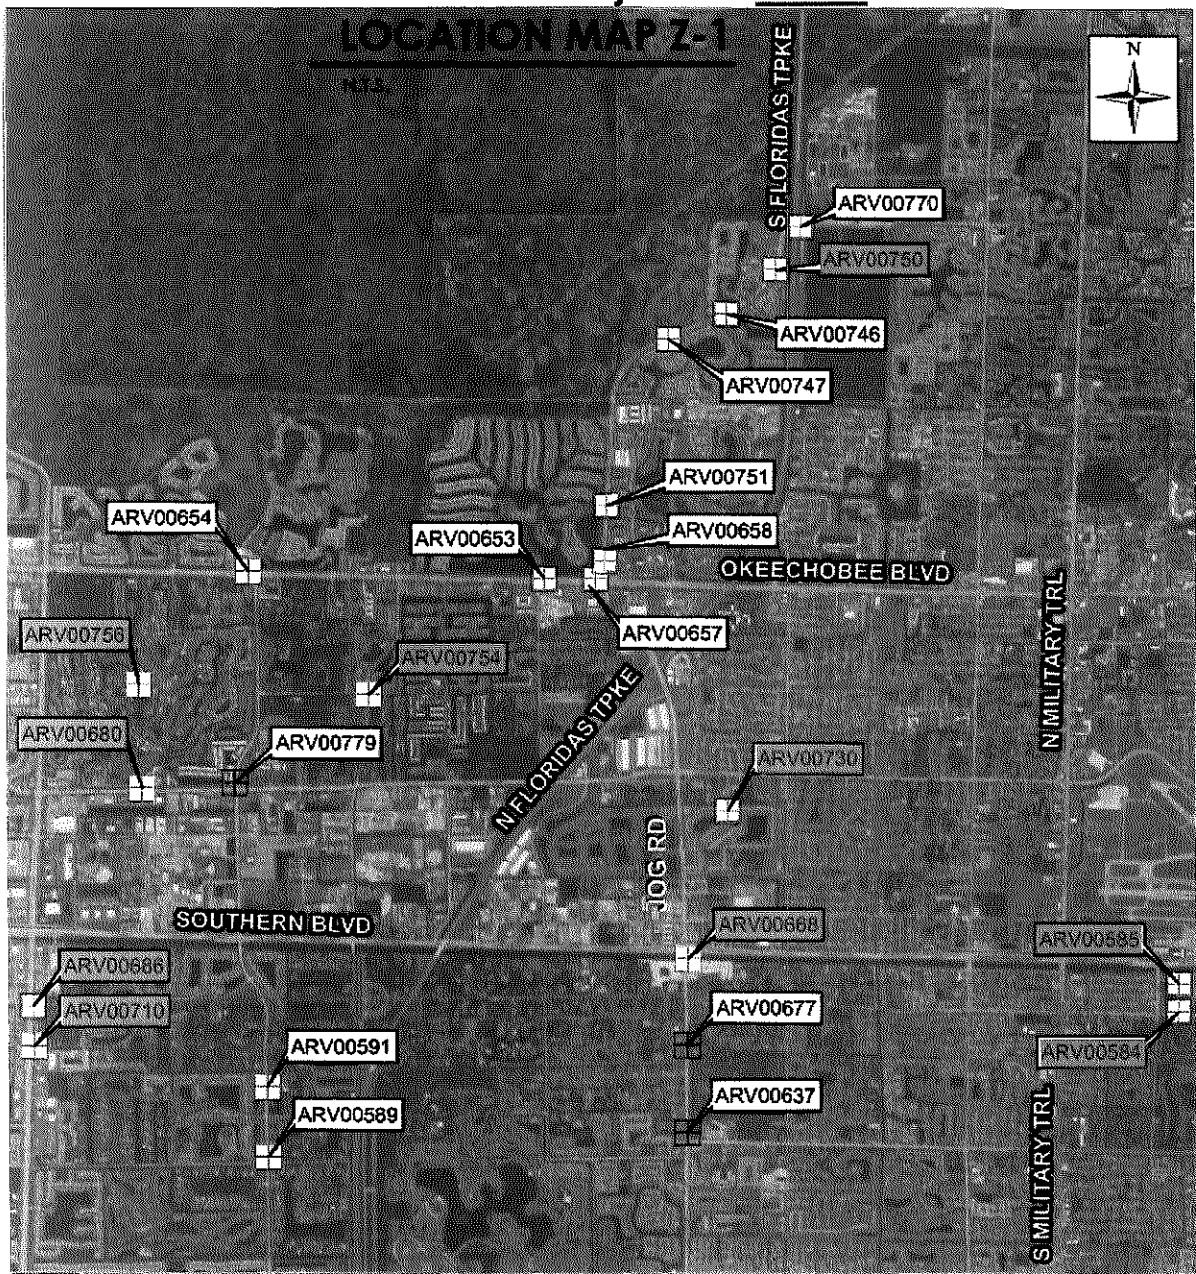 LOCATION MAP Z-1
N.T.S.
N
S FLORIDAS TPKE
ARV00770
ARV00750
ARV00746
ARV00747
ARV00751
ARV00654
ARV00653
ARV00658
OKEECHOBEE BLVD
ARV00657
ARV00756
ARV00754
N MILITARY TRL
ARV00680
ARV00779
N FLORIDAS TPKE
ARV00730
JOG RD
SOUTHERN BLVD
ARV00668
ARV00585
ARV00686
ARV00710
ARV00677
ARV00591
ARV00584
ARV00637
ARV00589
S MILITARY TRL